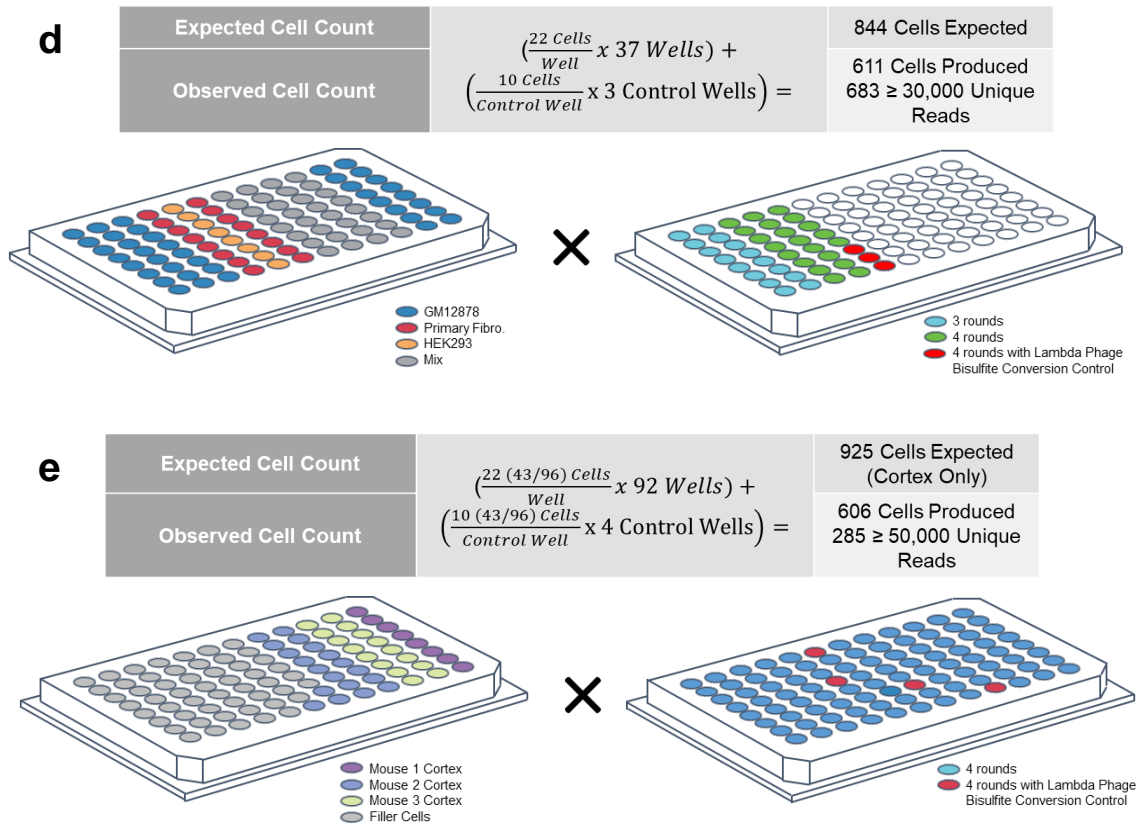 d
Expected Cell Count
Observed Cell Count
(22 Cells/Well x 37 Wells) +
(10 Cells/Control Well x 3 Control Wells) =
844 Cells Expected
611 Cells Produced
683 ≥ 30,000 Unique
Reads
GM12878
Primary Fibro.
HEK293
Mix
3 rounds
4 rounds
4 rounds with Lambda Phage
Bisulfite Conversion Control
e
Expected Cell Count
Observed Cell Count
(22 (43/96) Cells/Well x 92 Wells) +
(10 (43/96) Cells/Control Well x 4 Control Wells) =
925 Cells Expected
(Cortex Only)
606 Cells Produced
285 ≥ 50,000 Unique
Reads
Mouse 1 Cortex
Mouse 2 Cortex
Mouse 3 Cortex
Filler Cells
4 rounds
4 rounds with Lambda Phage
Bisulfite Conversion Control